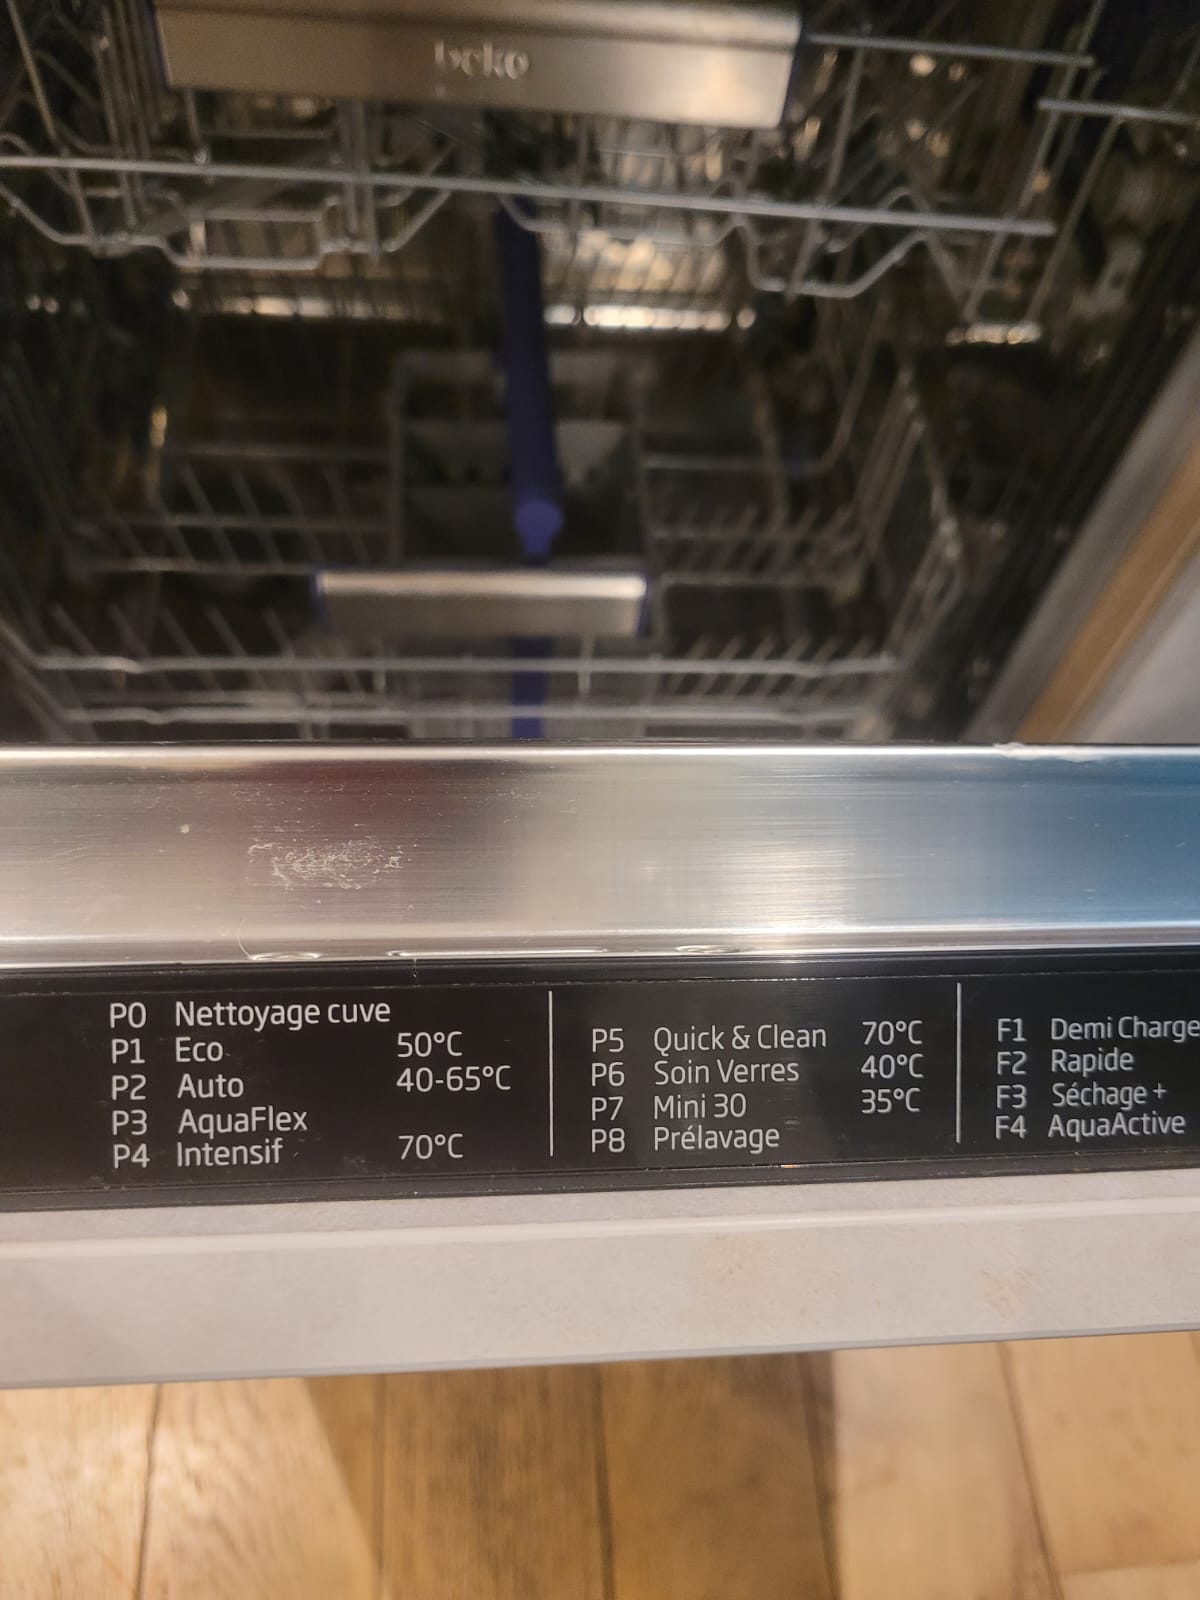 beko
P0 Nettoyage cuve
P1 Eco 50°C
P2 Auto 40-65°C
P3 AquaFlex
P4 Intensif 70°C
P5 Quick & Clean 70°C
P6 Soin Verres 40°C
P7 Mini 30 35°C
P8 Prélavage
F1 Demi Charge
F2 Rapide
F3 Séchage +
F4 AquaActive